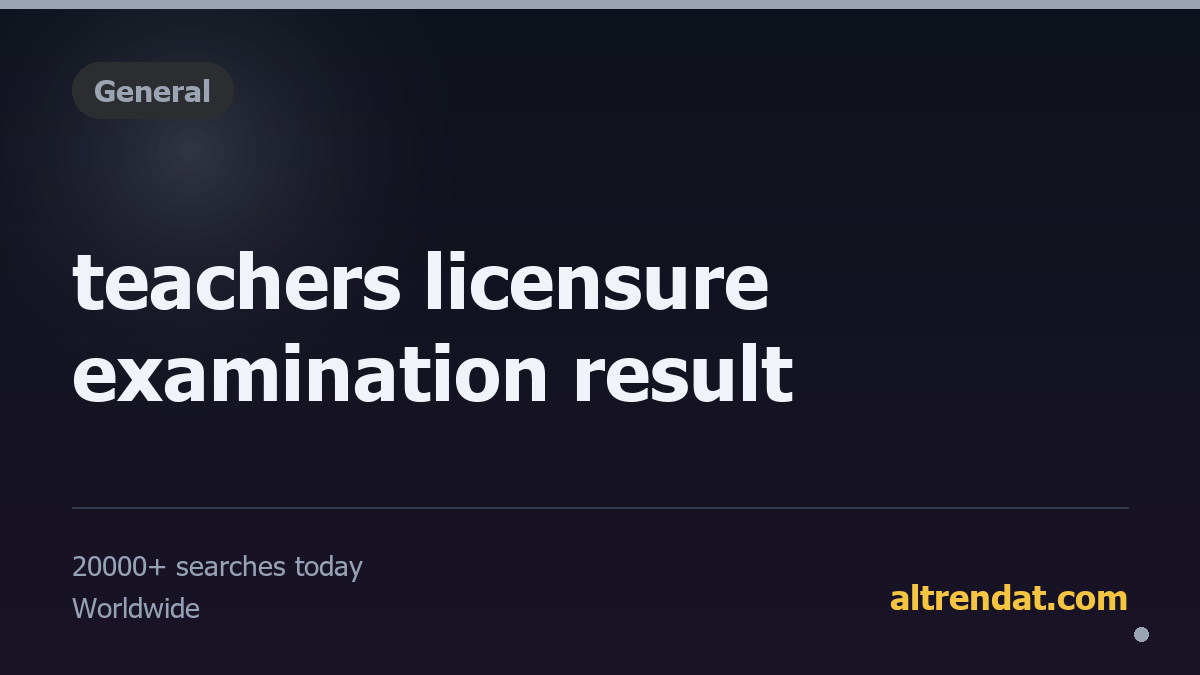 General
teachers licensure
examination result
20000+ searches today
Worldwide
altrendat.com